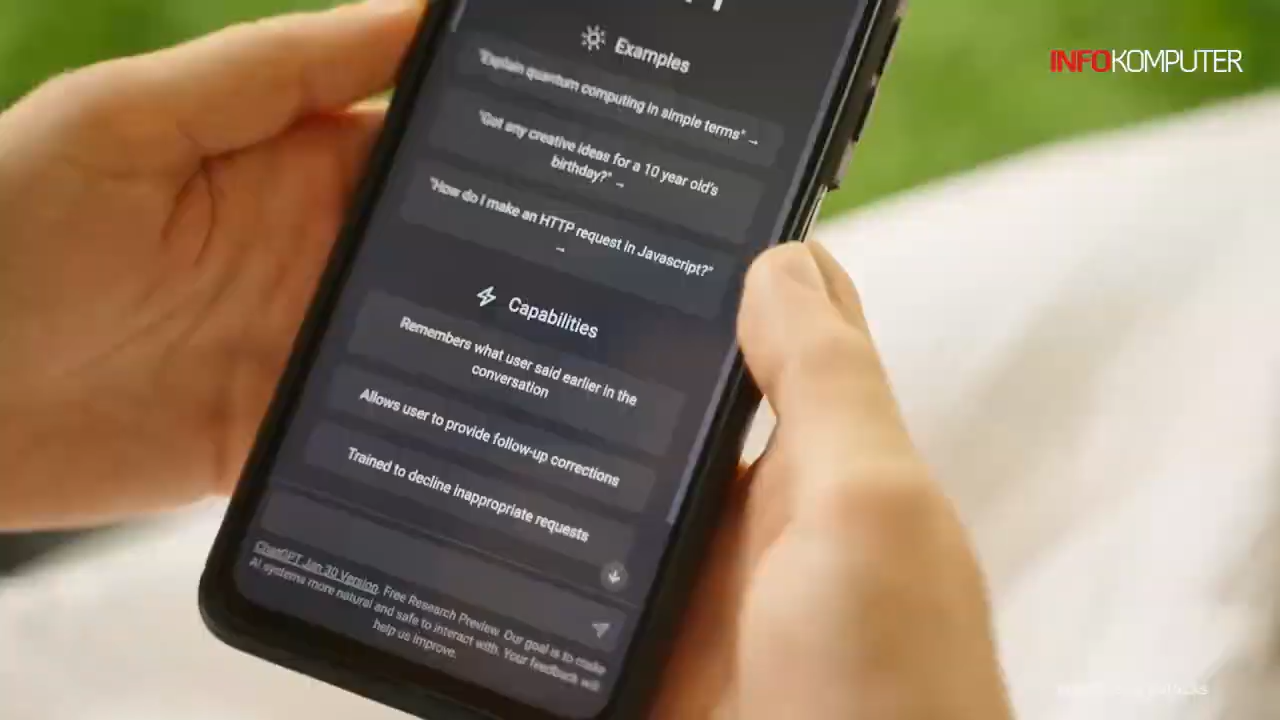 INFOKOMPUTER
Examples
"Explain quantum computing in simple terms" →
"Got any creative ideas for a 10 year old's
birthday?" →
"How do I make an HTTP request in Javascript?"
→
Capabilities
Remembers what user said earlier in the
conversation
Allows user to provide follow-up corrections
Trained to decline inappropriate requests
ChatGPT Jan 30 Version. Free Research Preview. Our goal is to make
AI systems more natural and safe to interact with. Your feedback will
help us improve.